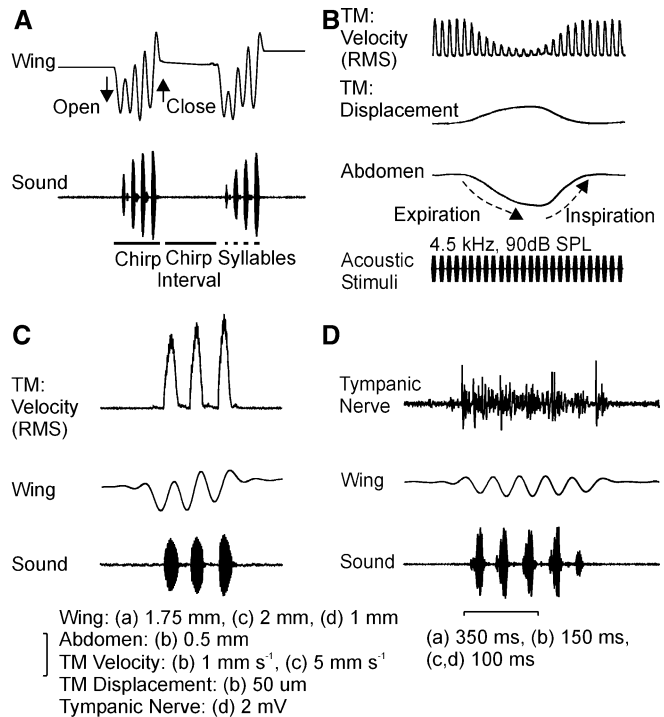 A
Wing
Open
Close
Sound
Chirp
Chirp
Interval
Syllables
B
TM:
Velocity
(RMS)
TM:
Displacement
Abdomen
Expiration
Inspiration
4.5 kHz, 90dB SPL
Acoustic
Stimuli
C
TM:
Velocity
(RMS)
Wing
Sound
D
Tympanic
Nerve
Wing
Sound
Wing: (a) 1.75 mm, (c) 2 mm, (d) 1 mm
Abdomen: (b) 0.5 mm
TM Velocity: (b) 1 mm s⁻¹, (c) 5 mm s⁻¹
TM Displacement: (b) 50 um
Tympanic Nerve: (d) 2 mV
(a) 350 ms, (b) 150 ms,
(c,d) 100 ms